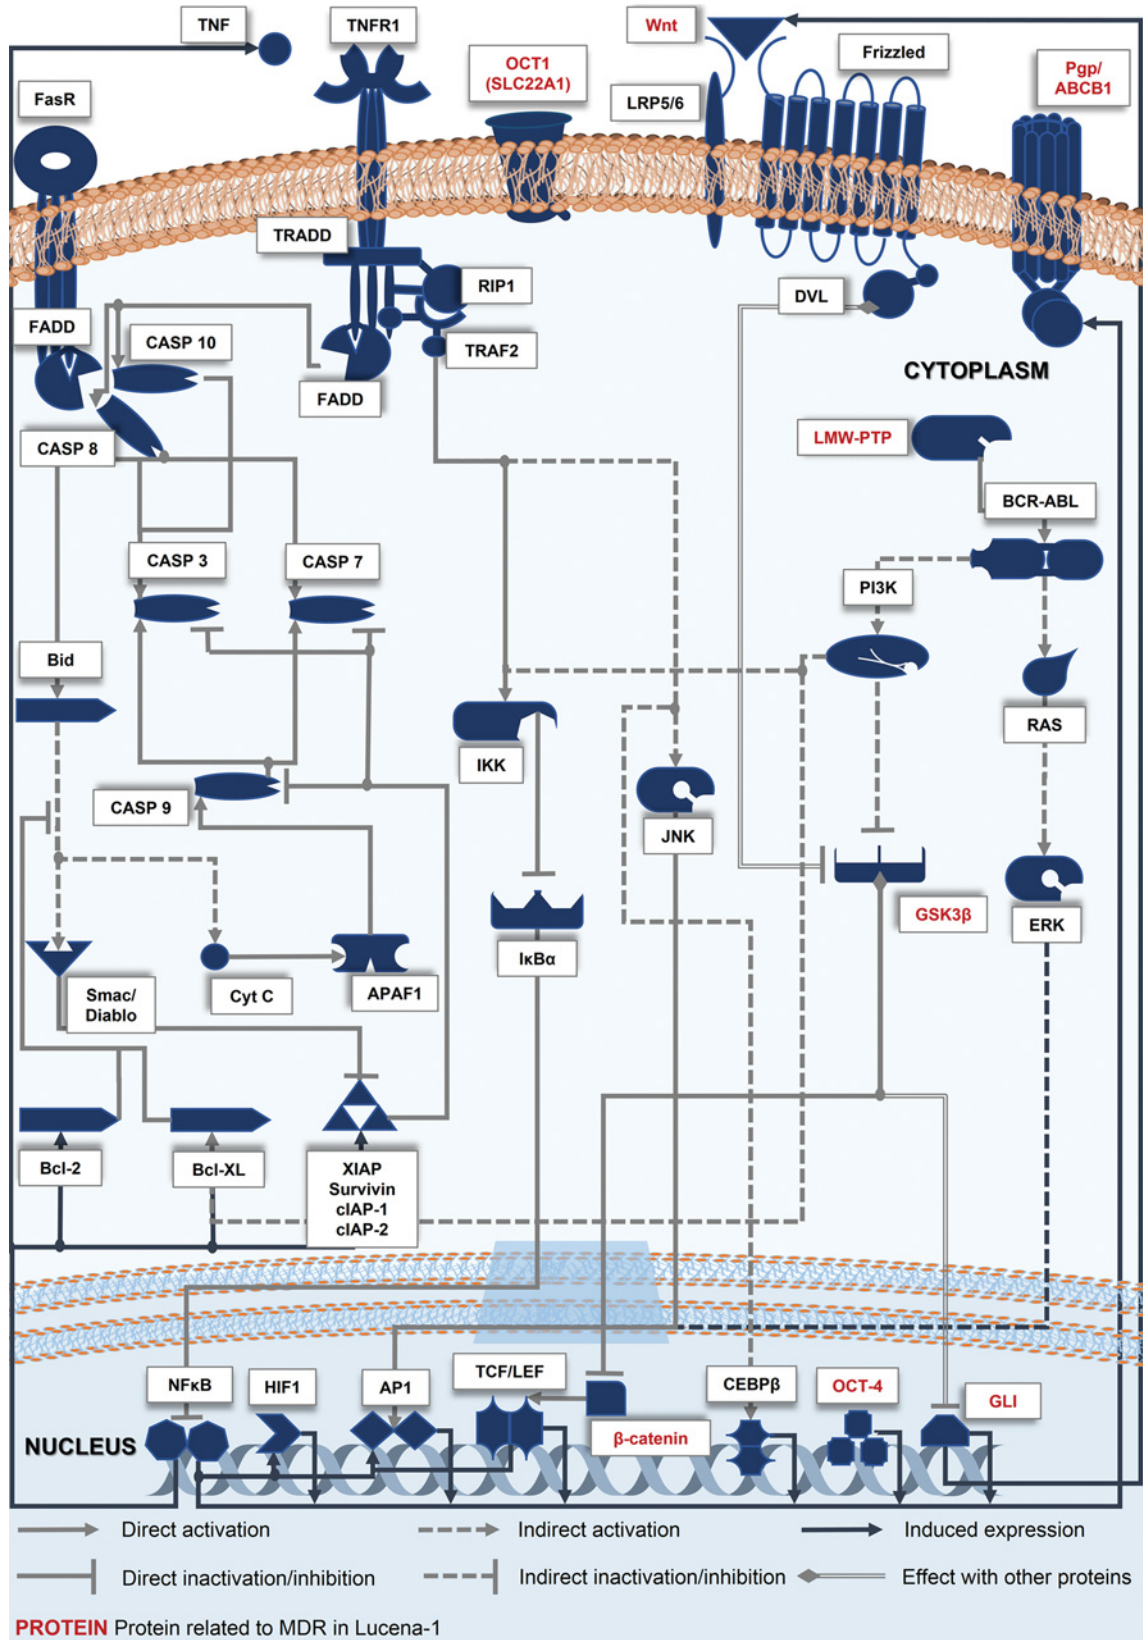 TNF
TNFR1
Wnt
OCT1
(SLC22A1)
Frizzled
Pgp/
ABCB1
FasR
LRP5/6
TRADD
RIP1
DVL
FADD
CASP 10
TRAF2
CYTOPLASM
FADD
LMW-PTP
CASP 8
BCR-ABL
CASP 3
CASP 7
PI3K
Bid
RAS
IKK
CASP 9
JNK
GSK3β
ERK
IκBα
Smac/
Diablo
Cyt C
APAF1
Bcl-2
Bcl-XL
XIAP
Survivin
cIAP-1
cIAP-2
NFκB
HIF1
AP1
TCF/LEF
CEBPβ
OCT-4
GLI
β-catenin
NUCLEUS
Direct activation
Indirect activation
Induced expression
Direct inactivation/inhibition
Indirect inactivation/inhibition
Effect with other proteins
PROTEIN Protein related to MDR in Lucena-1